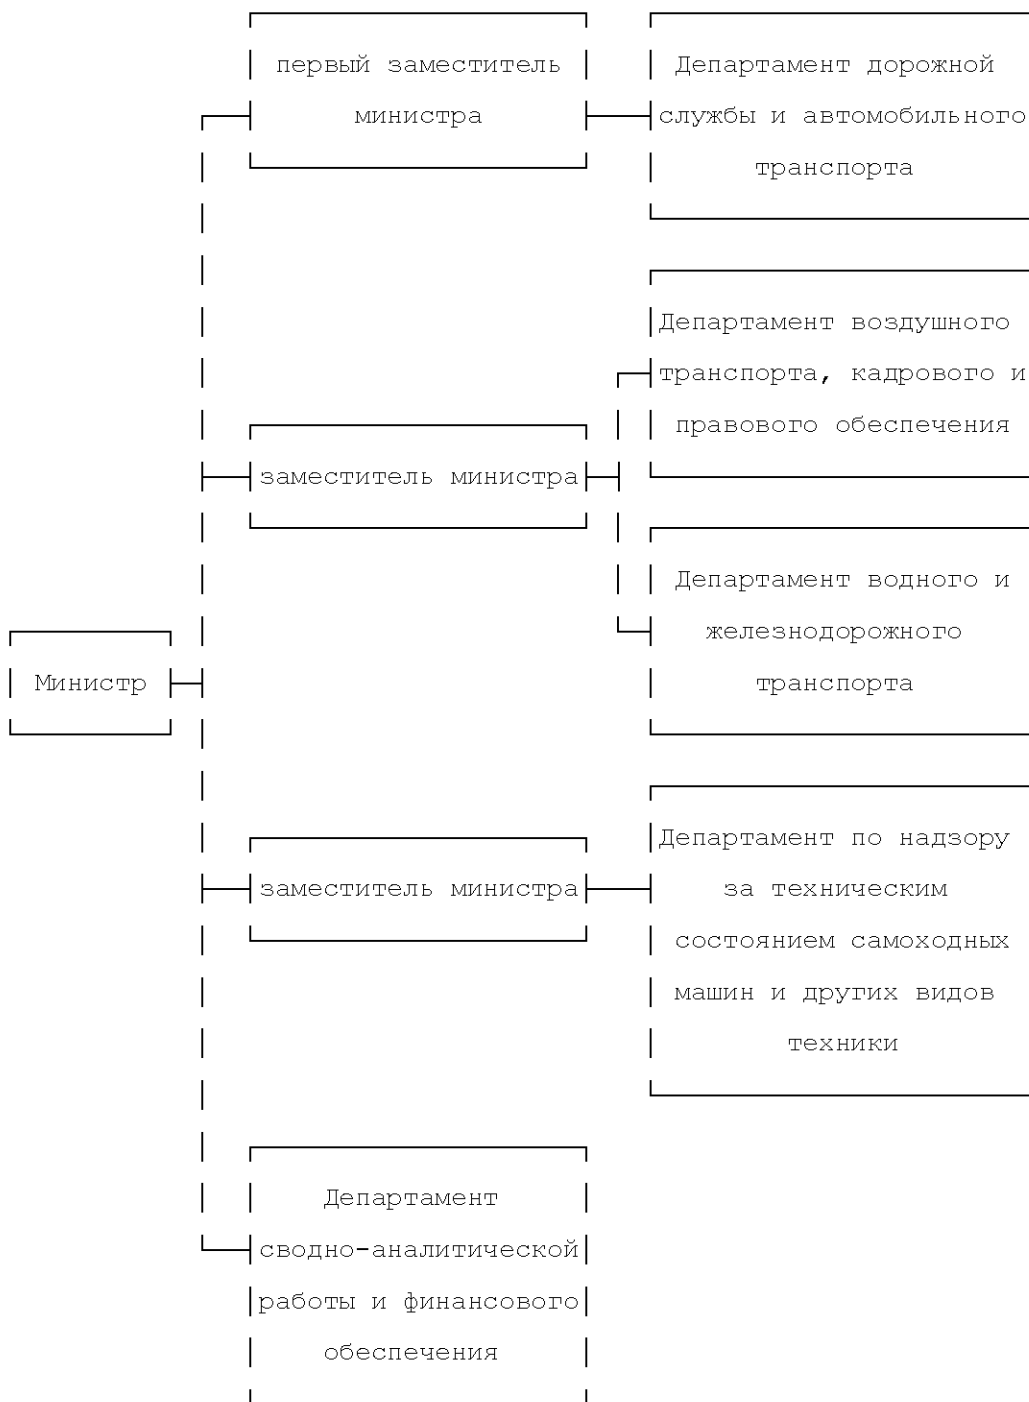 первый заместитель
министра
Департамент дорожной
службы и автомобильного
транспорта
Департамент воздушного
транспорта, кадрового и
правового обеспечения
заместитель министра
Департамент водного и
железнодорожного
транспорта
Министр
Департамент по надзору
за техническим
состоянием самоходных
машин и других видов
техники
заместитель министра
Департамент
сводно-аналитической
работы и финансового
обеспечения